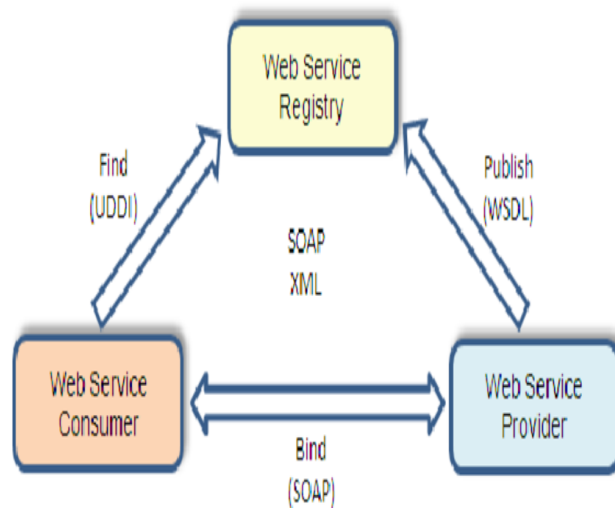 Web Service
Registry
Find
(UDDI)
Publish
(WSDL)
SOAP
XML
Web Service
Consumer
Web Service
Provider
Bind
(SOAP)